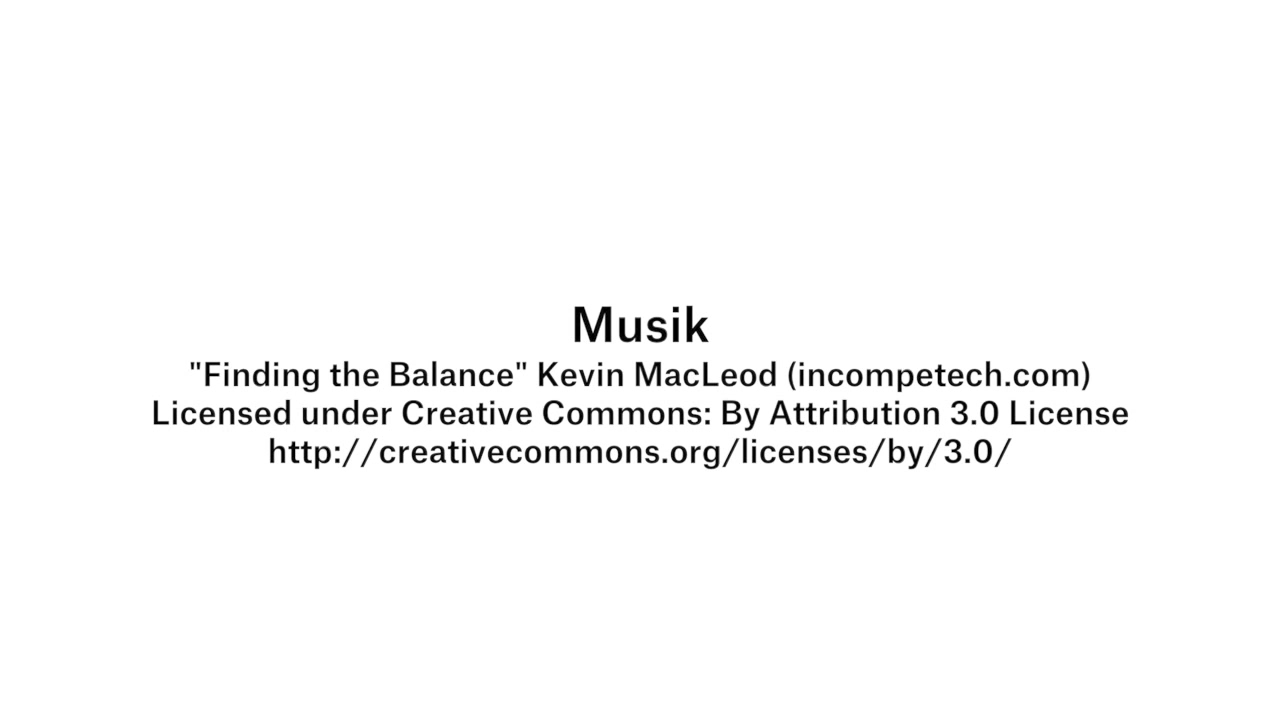 Musik
"Finding the Balance" Kevin MacLeod (incompetech.com)
Licensed under Creative Commons: By Attribution 3.0 License
http://creativecommons.org/licenses/by/3.0/